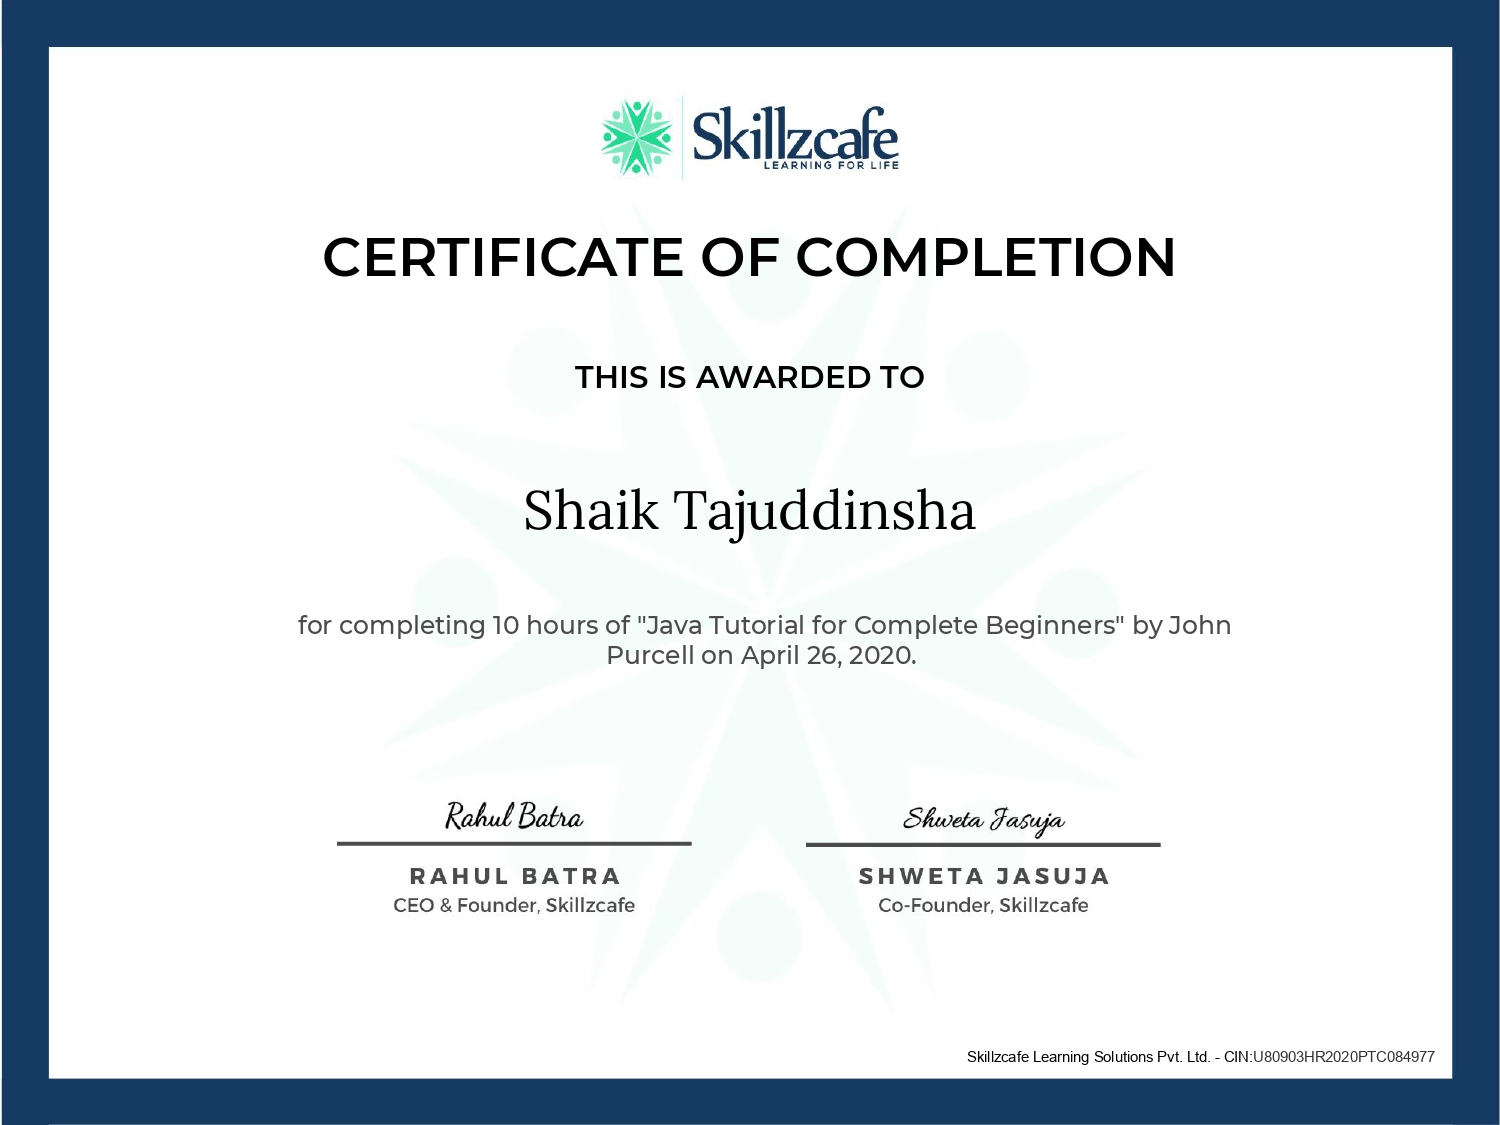 Skillzcafe
LEARNING FOR LIFE
CERTIFICATE OF COMPLETION
THIS IS AWARDED TO
Shaik Tajuddinsha
for completing 10 hours of "Java Tutorial for Complete Beginners" by John
Purcell on April 26, 2020.
Rahul Batra
RAHUL BATRA
CEO & Founder, Skillzcafe
Shweta Jasuja
SHWETA JASUJA
Co-Founder, Skillzcafe
Skillzcafe Learning Solutions Pvt. Ltd. - CIN:U80903HR2020PTC084977